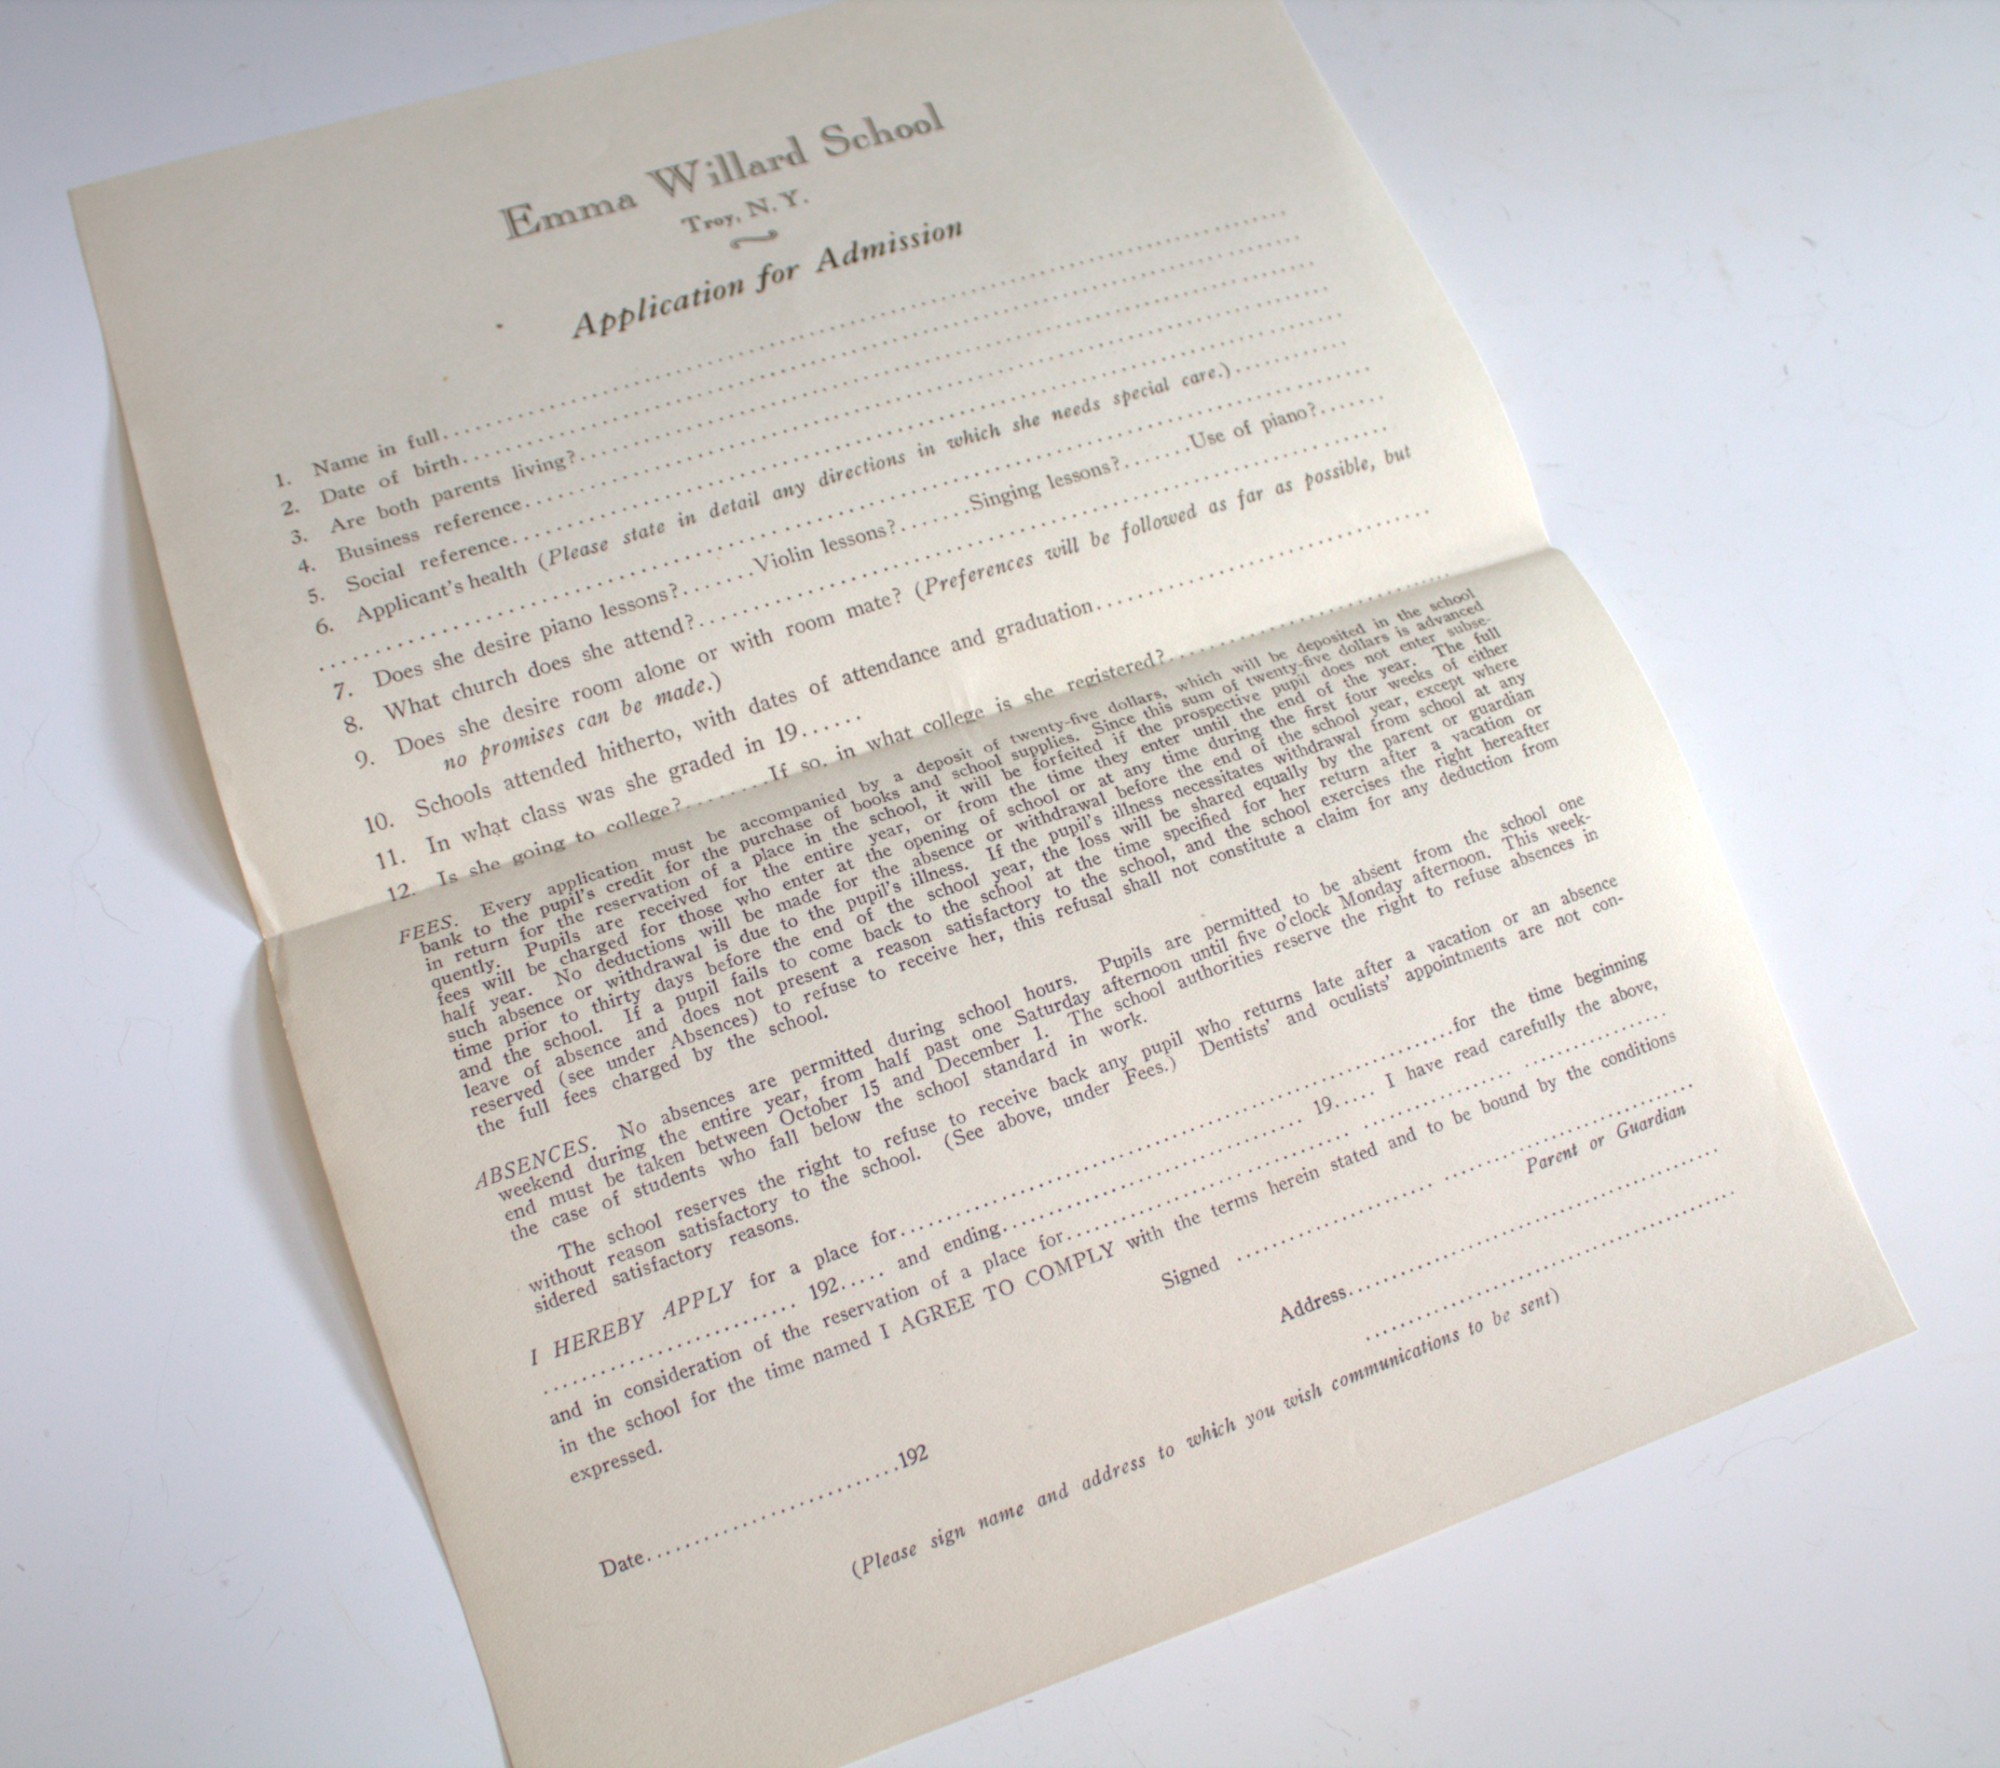 Emma Willard School
Troy, N. Y.
Application for Admission
1. Name in full
2. Date of birth
3. Are both parents living?
4. Business reference
5. Social reference
6. Applicant's health (Please state in detail any directions in which she needs special care.)
7. Does she desire piano lessons? Violin lessons? Singing lessons? Use of piano?
8. What church does she attend?
9. Does she desire room alone or with room mate? (Preferences will be followed as far as possible, but
no promises can be made.)
10. Schools attended hitherto, with dates of attendance and graduation
11. In what class was she graded in 19
12. Is she going to college? If so, in what college is she registered?
FEES. Every application must be accompanied by a deposit of twenty-five dollars, which will be deposited in the school
bank to the pupil's credit for the purchase of books and school supplies. Since this sum of twenty-five dollars is advanced
in return for the reservation of a place in the school, it will be forfeited if the prospective pupil does not enter subse-
quently. Pupils are received for the entire year, or from the time they enter until the end of the year. The full
fees will be charged for those who enter at the opening of school or at any time during the first four weeks of either
half year. No deductions will be made for the absence or withdrawal before the end of the school year, except where
such absence or withdrawal is due to the pupil's illness. If the pupil's illness necessitates withdrawal from school at any
time prior to thirty days before the end of the school year, the loss will be shared equally by the parent or guardian
and the school. If a pupil fails to come back to the school at the time specified for her return after a vacation or
leave of absence and does not present a reason satisfactory to the school, and the school exercises the right hereafter
reserved (see under Absences) to refuse to receive her, this refusal shall not constitute a claim for any deduction from
the full fees charged by the school.
ABSENCES. No absences are permitted during school hours. Pupils are permitted to be absent from the school one
weekend during the entire year, from half past one Saturday afternoon until five o'clock Monday afternoon. This week-
end must be taken between October 15 and December 1. The school authorities reserve the right to refuse absences in
the case of students who fall below the school standard in work.
The school reserves the right to refuse to receive back any pupil who returns late after a vacation or an absence
without reason satisfactory to the school. (See above, under Fees.) Dentists' and oculists' appointments are not con-
sidered satisfactory reasons.
I HEREBY APPLY for a place for for the time beginning
192 and ending 19 I have read carefully the above,
and in consideration of the reservation of a place for
in the school for the time named I AGREE TO COMPLY with the terms herein stated and to be bound by the conditions
expressed.
Signed
Parent or Guardian
Address
Date 192
(Please sign name and address to which you wish communications to be sent)